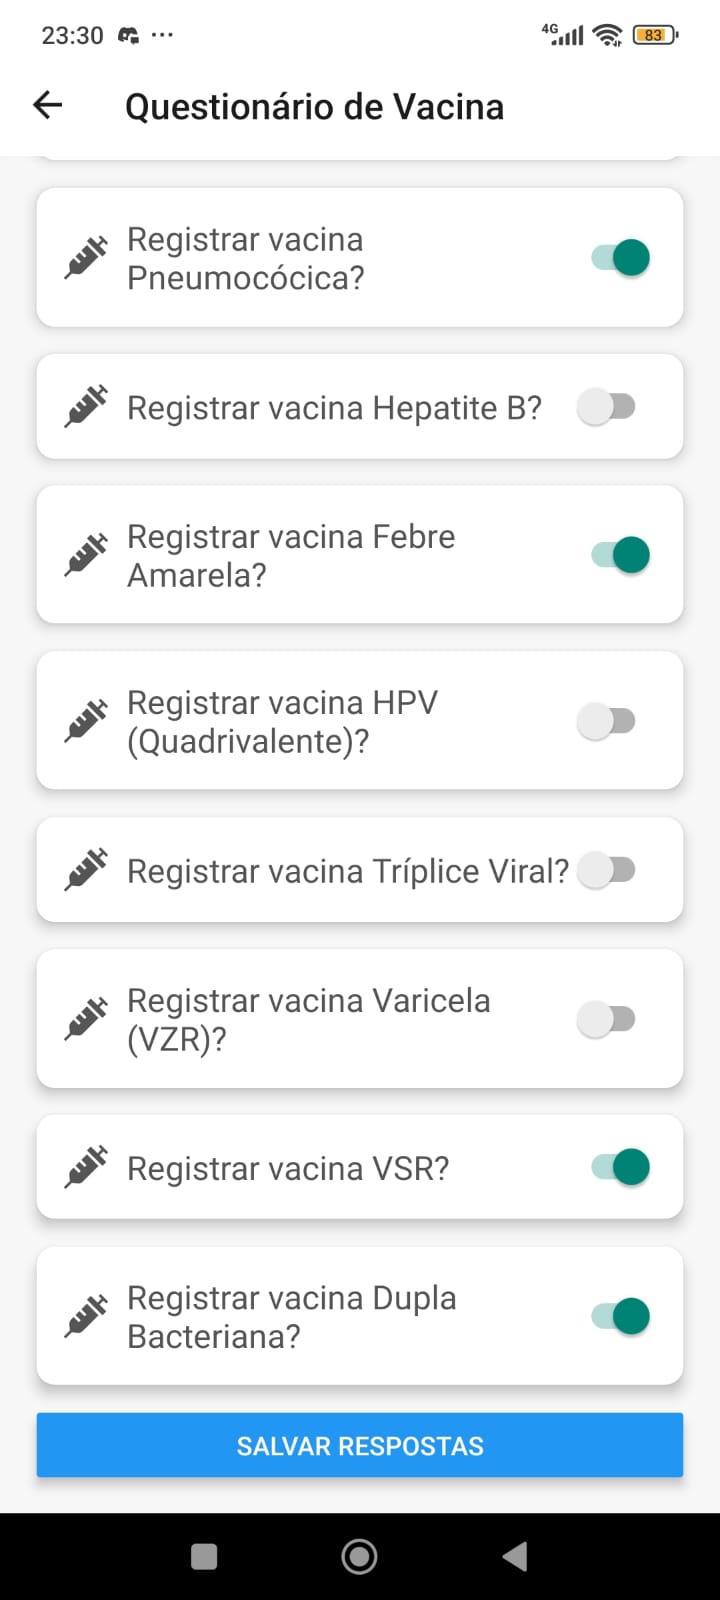 23:30 ... 4G 83
Questionário de Vacina
Registrar vacina
Pneumocócica?
Registrar vacina Hepatite B?
Registrar vacina Febre
Amarela?
Registrar vacina HPV
(Quadrivalente)?
Registrar vacina Tríplice Viral?
Registrar vacina Varicela
(VZR)?
Registrar vacina VSR?
Registrar vacina Dupla
Bacteriana?
SALVAR RESPOSTAS